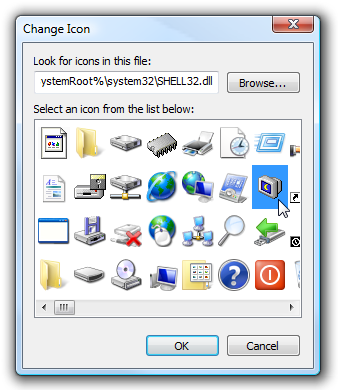 Change Icon
Look for icons in this file:
ystemRoot%\system32\SHELL32.dll
Browse...
Select an icon from the list below:
OK
Cancel